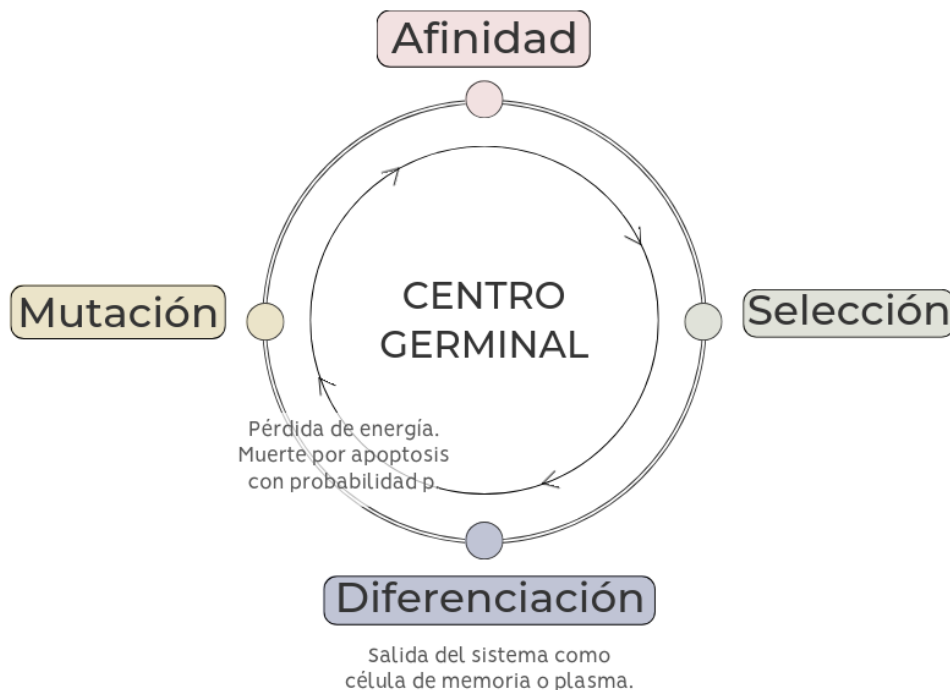 Afinidad
Mutación
CENTRO
GERMINAL
Selección
Pérdida de energía.
Muerte por apoptosis
con probabilidad p.
Diferenciación
Salida del sistema como
célula de memoria o plasma.